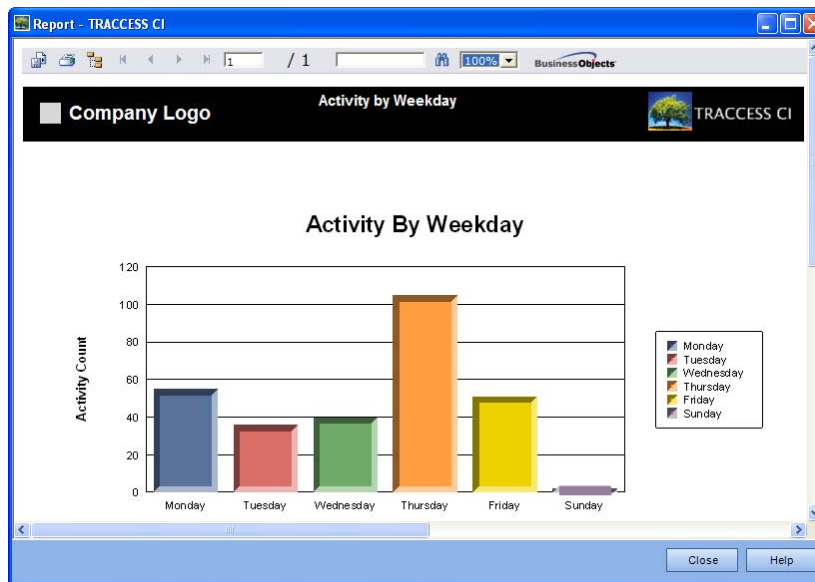 Report - TRACCESS CI
1 / 1 100% BusinessObjects
Company Logo
Activity by Weekday
TRACCESS CI
Activity By Weekday
Activity Count
120
100
80
60
40
20
0
Monday Tuesday Wednesday Thursday Friday Sunday
Monday
Tuesday
Wednesday
Thursday
Friday
Sunday
Close Help